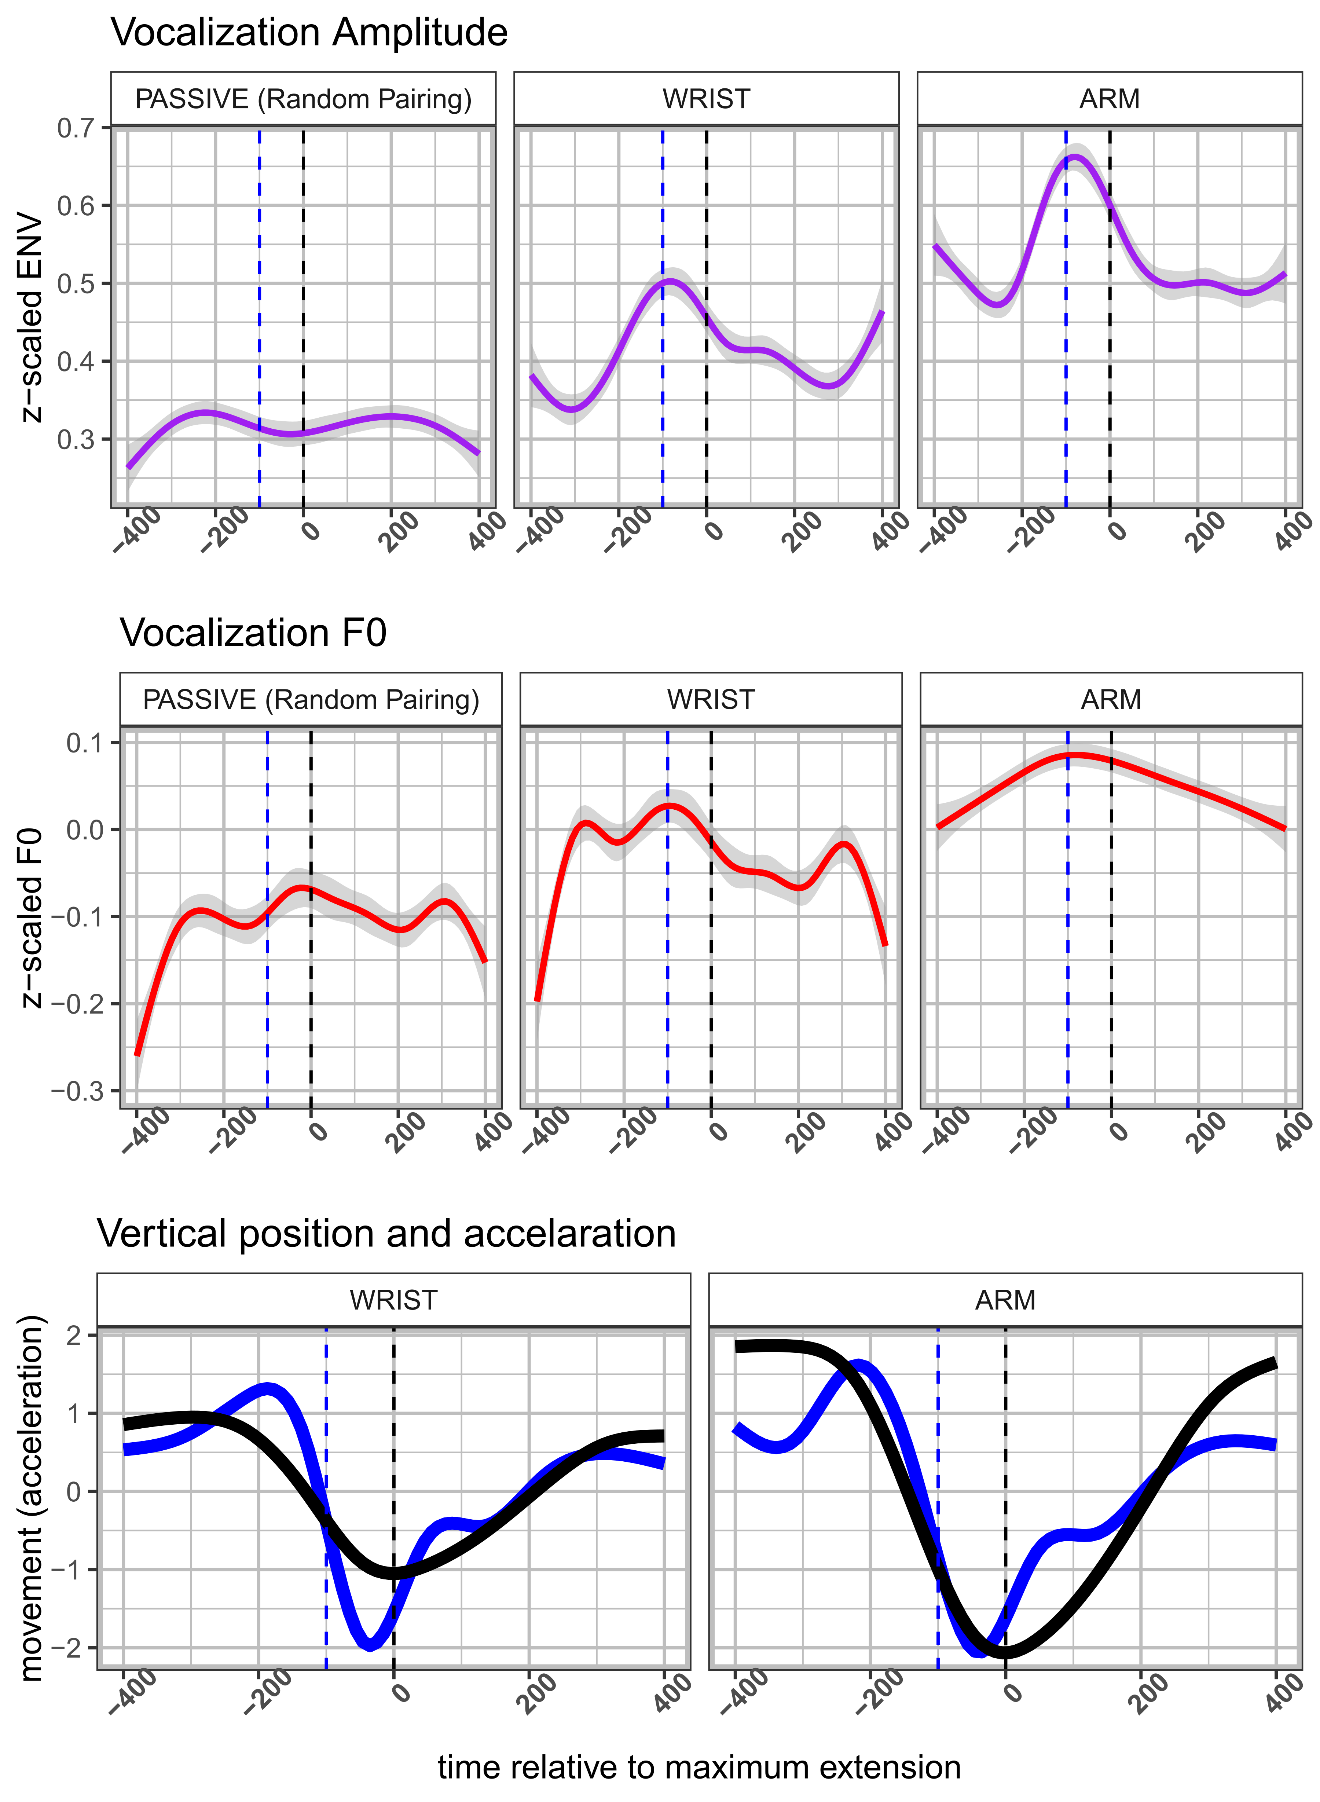 Vocalization Amplitude
PASSIVE (Random Pairing) WRIST ARM
z−scaled ENV
0.7
0.6
0.5
0.4
0.3
−400 −200 0 200 400 −400 −200 0 200 400 −400 −200 0 200 400
Vocalization F0
PASSIVE (Random Pairing) WRIST ARM
z−scaled F0
0.1
0.0
−0.1
−0.2
−0.3
−400 −200 0 200 400 −400 −200 0 200 400 −400 −200 0 200 400
Vertical position and accelaration
WRIST ARM
movement (acceleration)
2
1
0
−1
−2
−400 −200 0 200 400 −400 −200 0 200 400
time relative to maximum extension